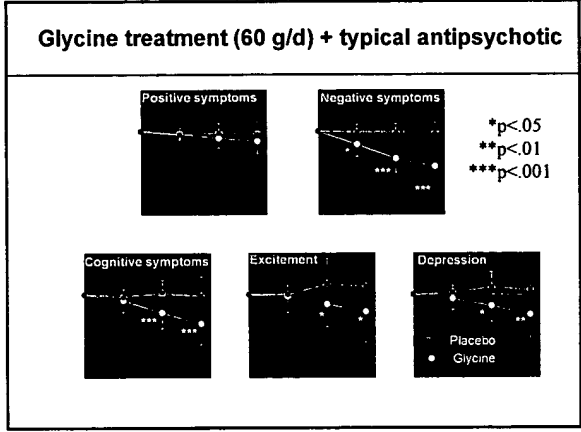 Glycine treatment (60 g/d) + typical antipsychotic
Positive symptoms
Negative symptoms
*
***
***
*p<.05
**p<.01
***p<.001
Cognitive symptoms
***
***
Excitement
*
*
Depression
*
**
Placebo
Glycine